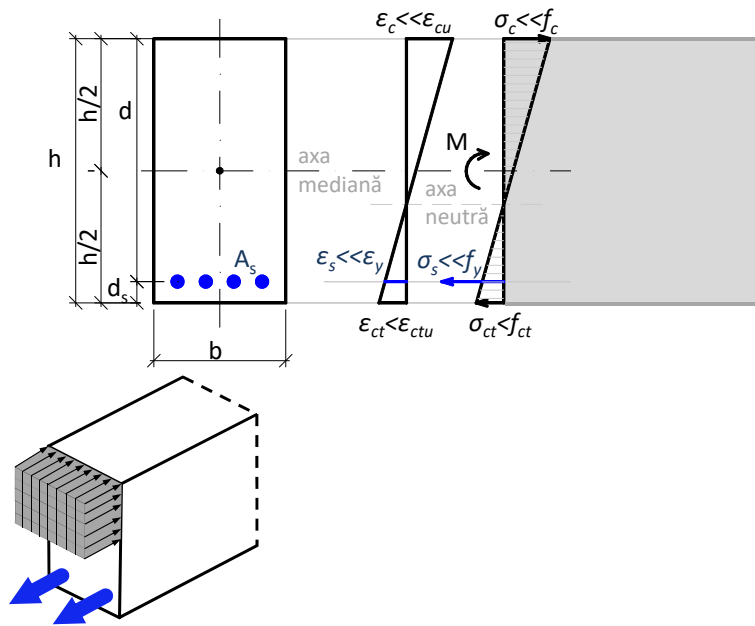 εc<<εcu
σc<<fc
h/2
d
h
M
axa
mediană
axa
neutră
h/2
As
εs<<εy
σs<<fy
ds
εct<εctu
σct<fct
b